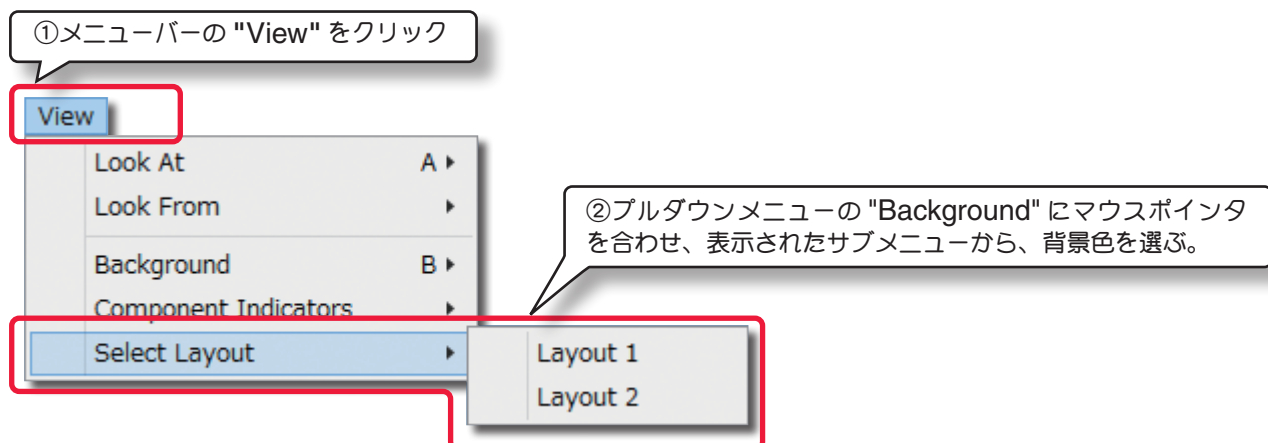 ①メニューバーの "View" をクリック
View
Look At A
Look From
②プルダウンメニューの "Background" にマウスポインタ
を合わせ、表示されたサブメニューから、背景色を選ぶ。
Background B
Component Indicators
Select Layout
Layout 1
Layout 2